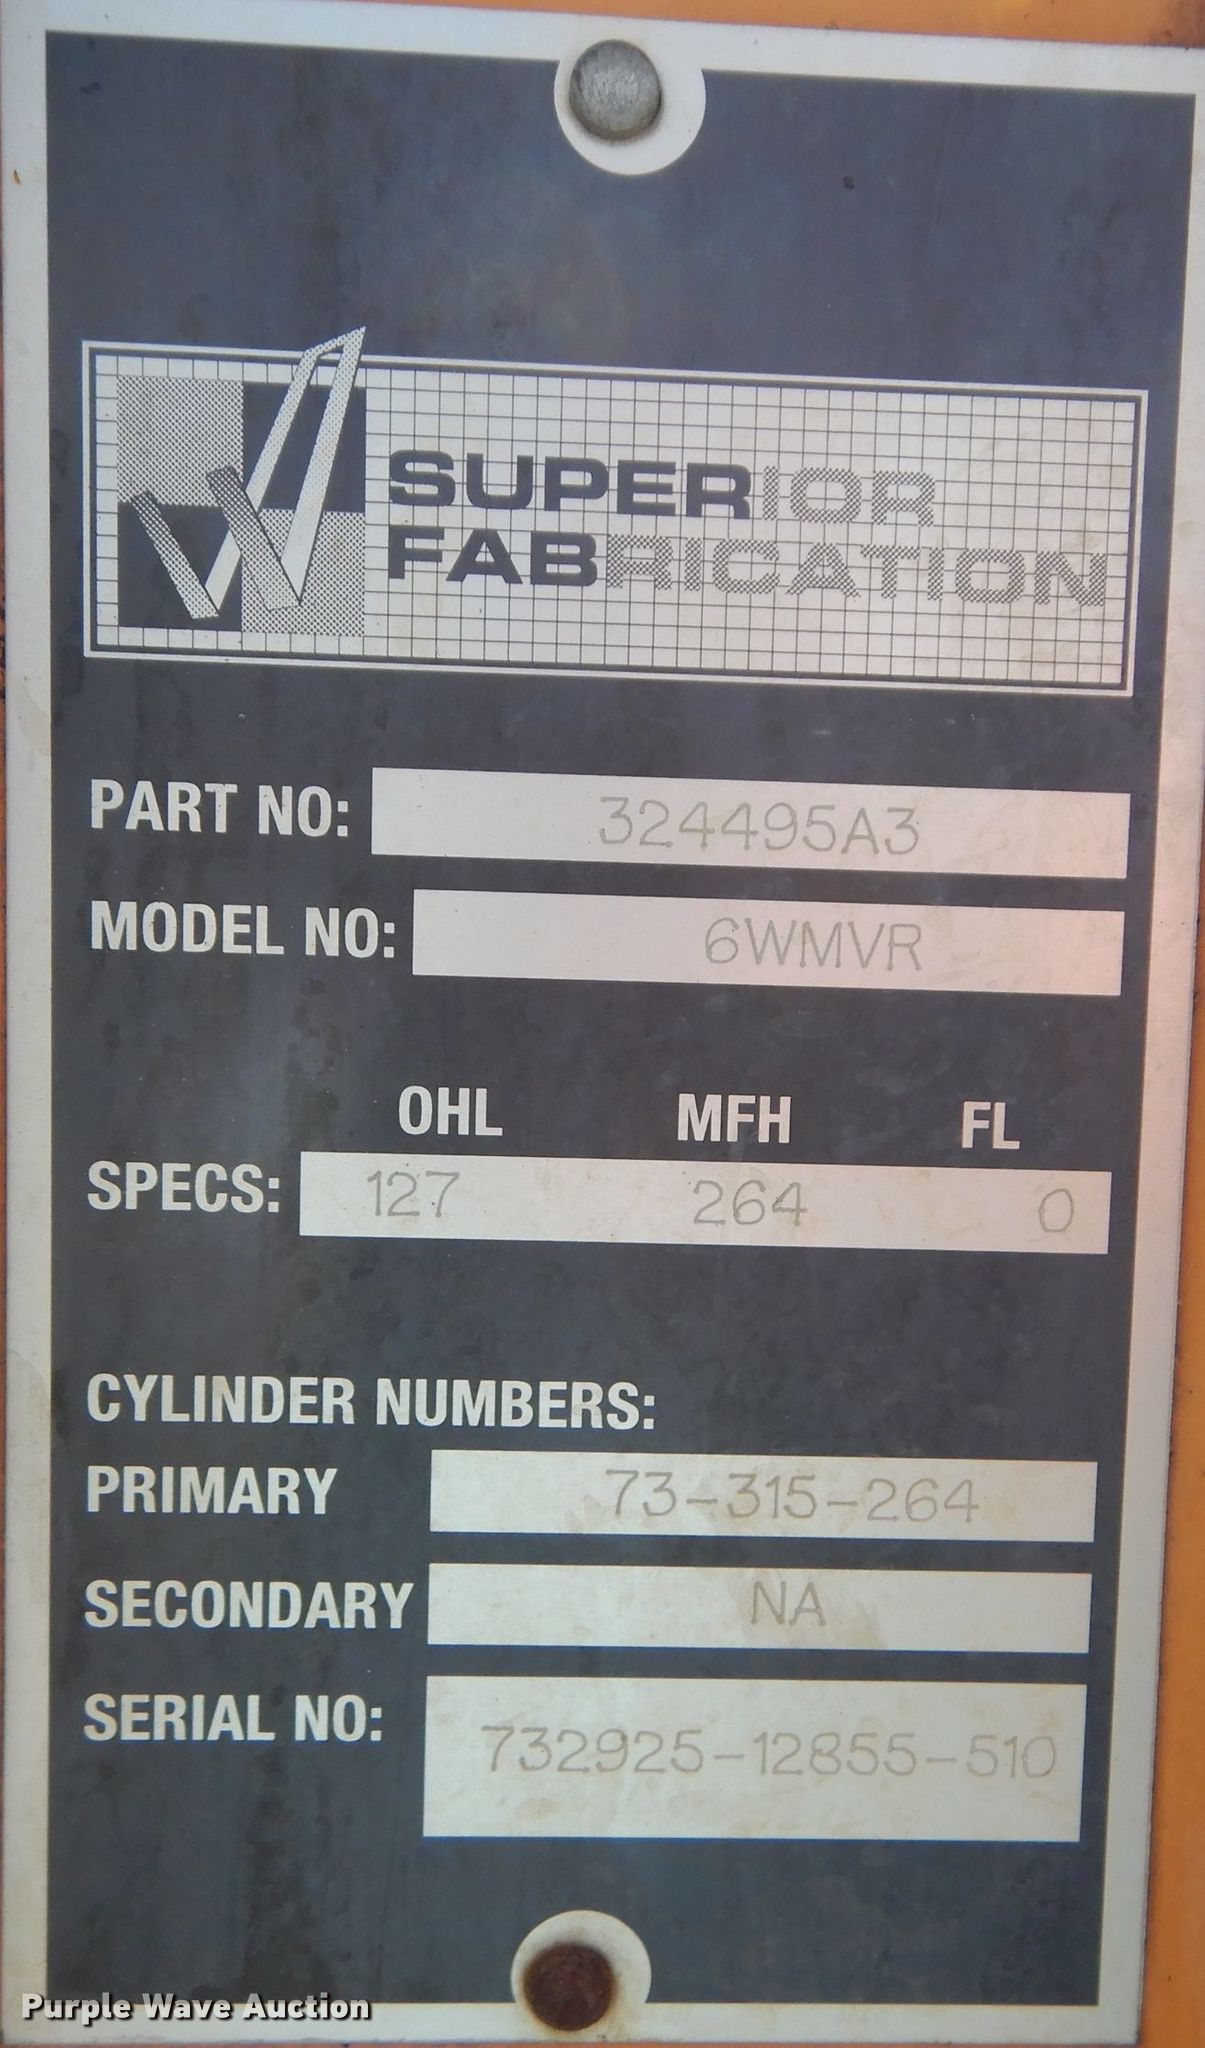 SUPERIOR
FABRICATION
PART NO: 324495A3
MODEL NO: 6WMVR
OHL MFH FL
SPECS: 127 264 0
CYLINDER NUMBERS:
PRIMARY 73-315-264
SECONDARY NA
SERIAL NO: 732925-12855-510
Purple Wave Auction